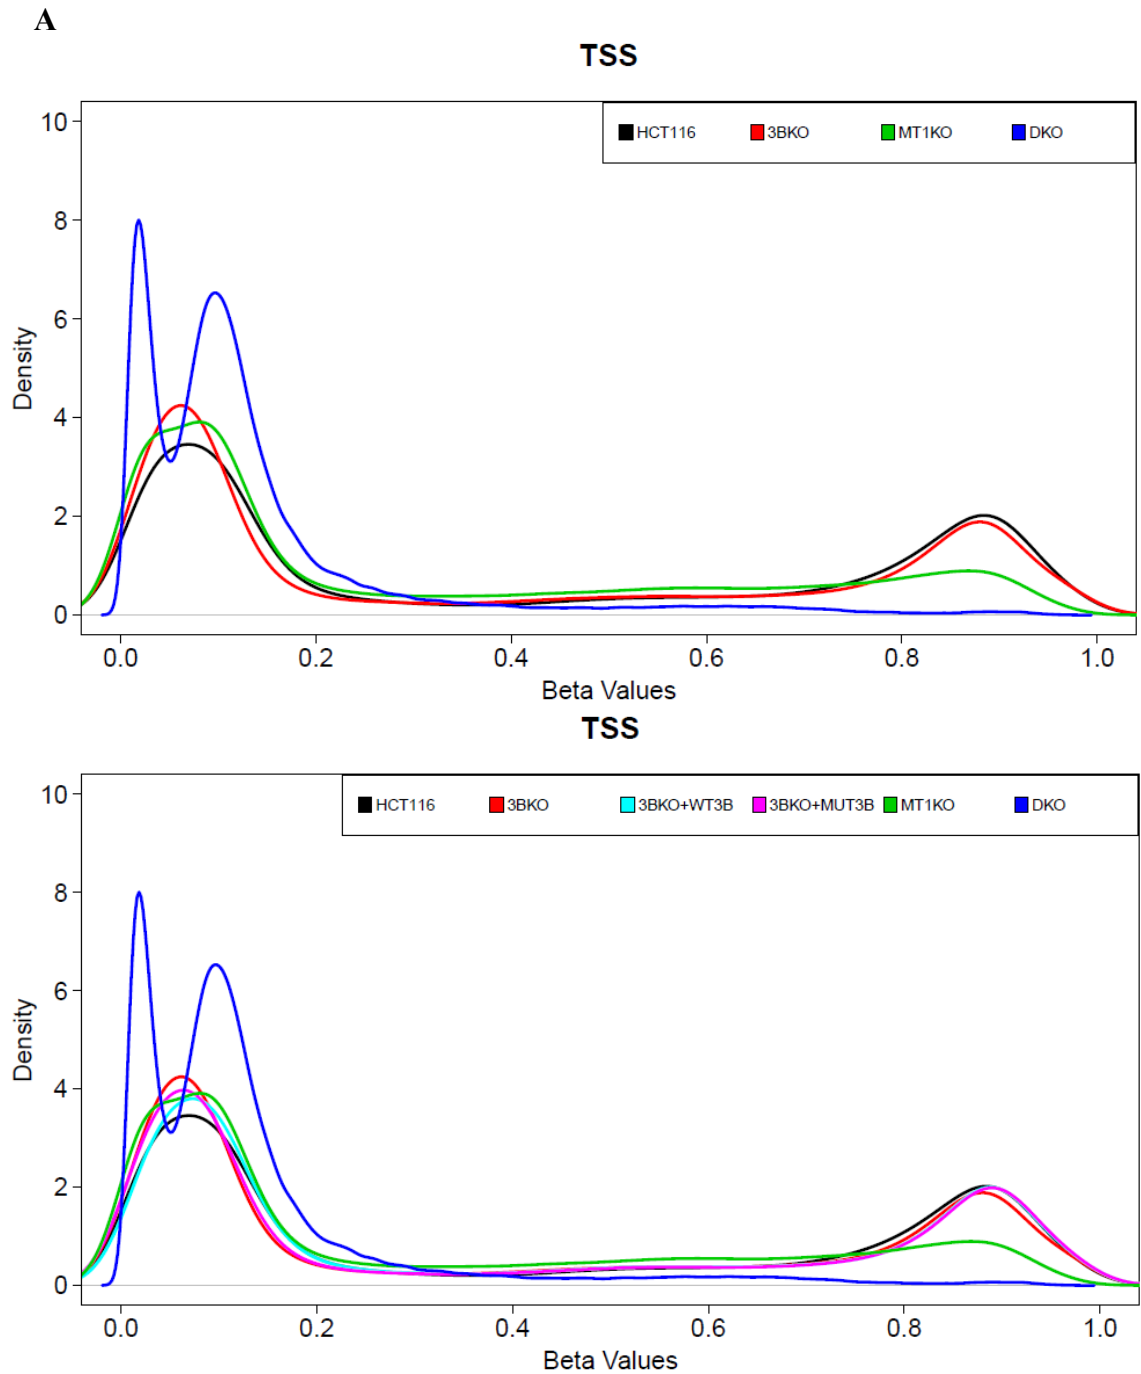 A
TSS
10
HCT116 3BKO MT1KO DKO
8
6
4
2
0
Density
0.0 0.2 0.4 0.6 0.8 1.0
Beta Values
TSS
10
HCT116 3BKO 3BKO+WT3B 3BKO+MUT3B MT1KO DKO
8
6
4
2
0
Density
0.0 0.2 0.4 0.6 0.8 1.0
Beta Values